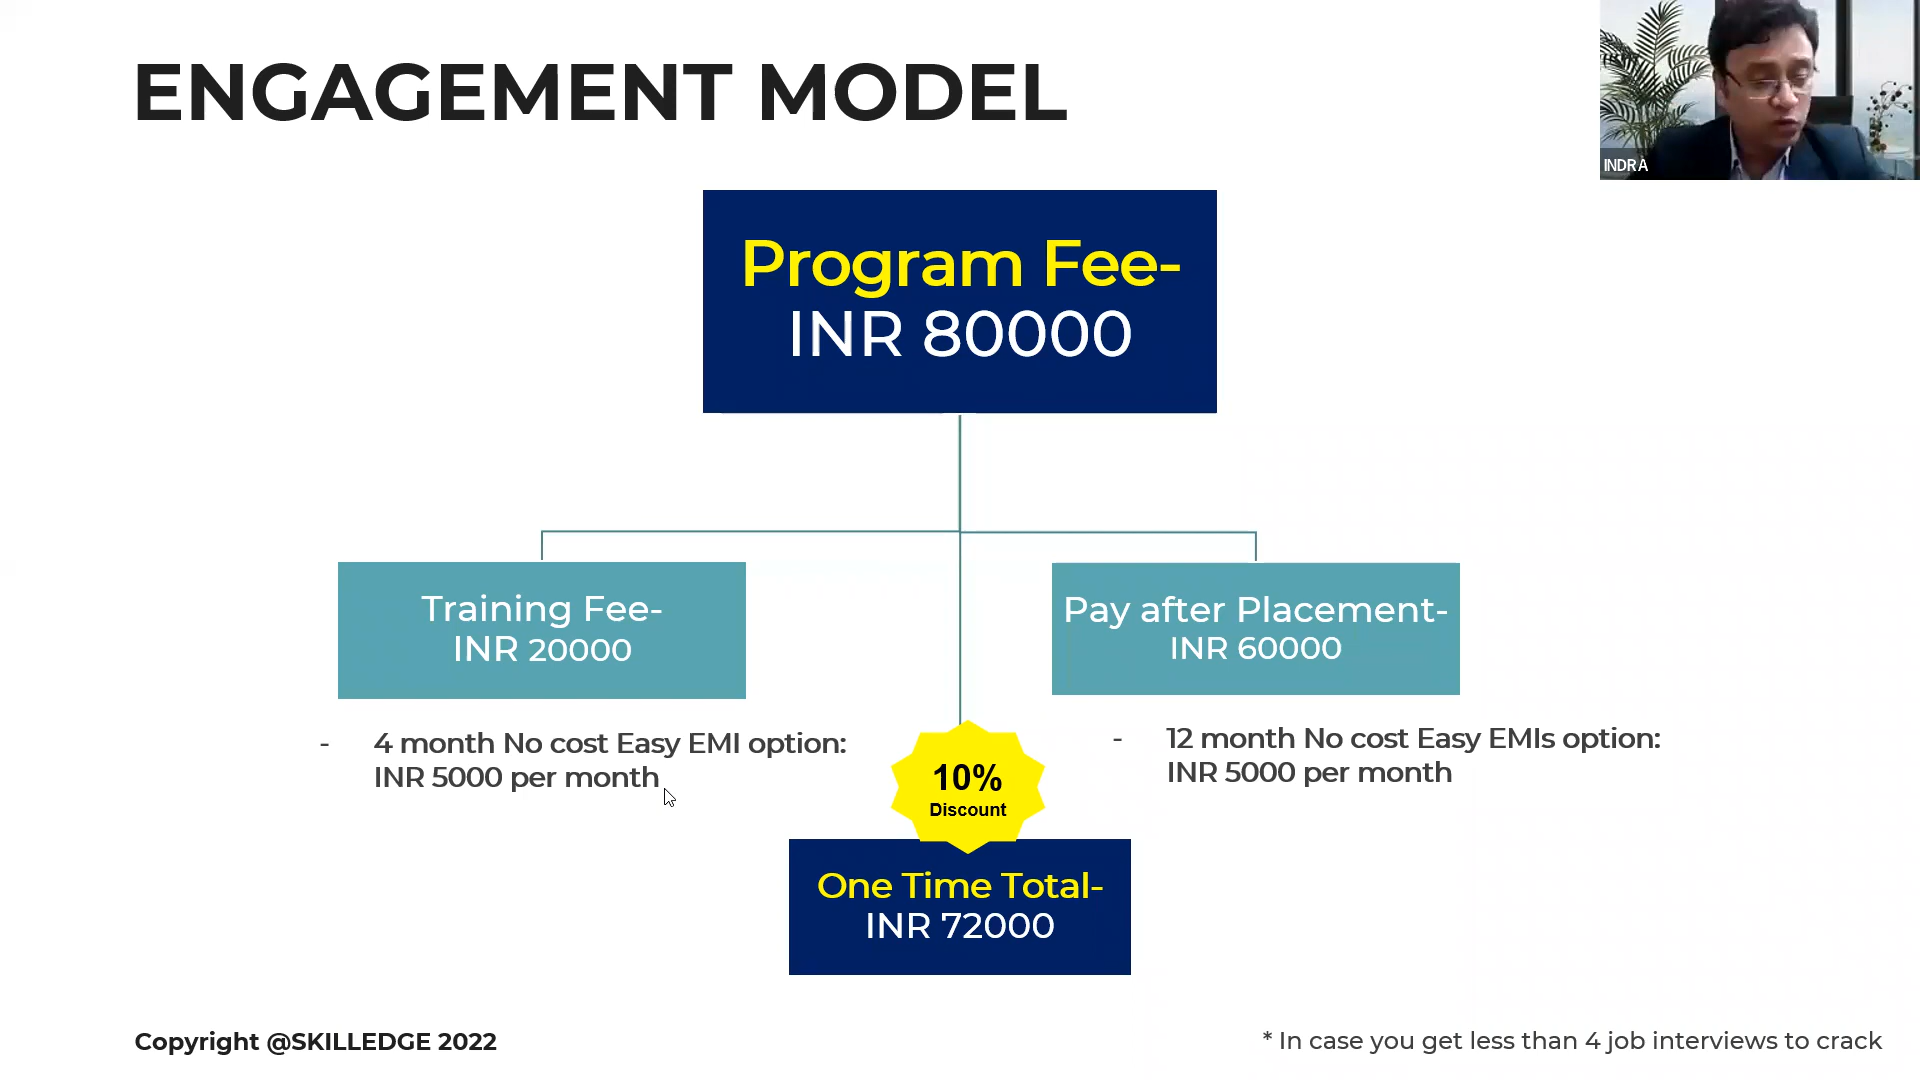 ENGAGEMENT MODEL
INDRA
Program Fee-
INR 80000
Training Fee-
INR 20000
Pay after Placement-
INR 60000
- 4 month No cost Easy EMI option:
INR 5000 per month
- 12 month No cost Easy EMIs option:
INR 5000 per month
10%
Discount
One Time Total-
INR 72000
Copyright @SKILLEDGE 2022
* In case you get less than 4 job interviews to crack